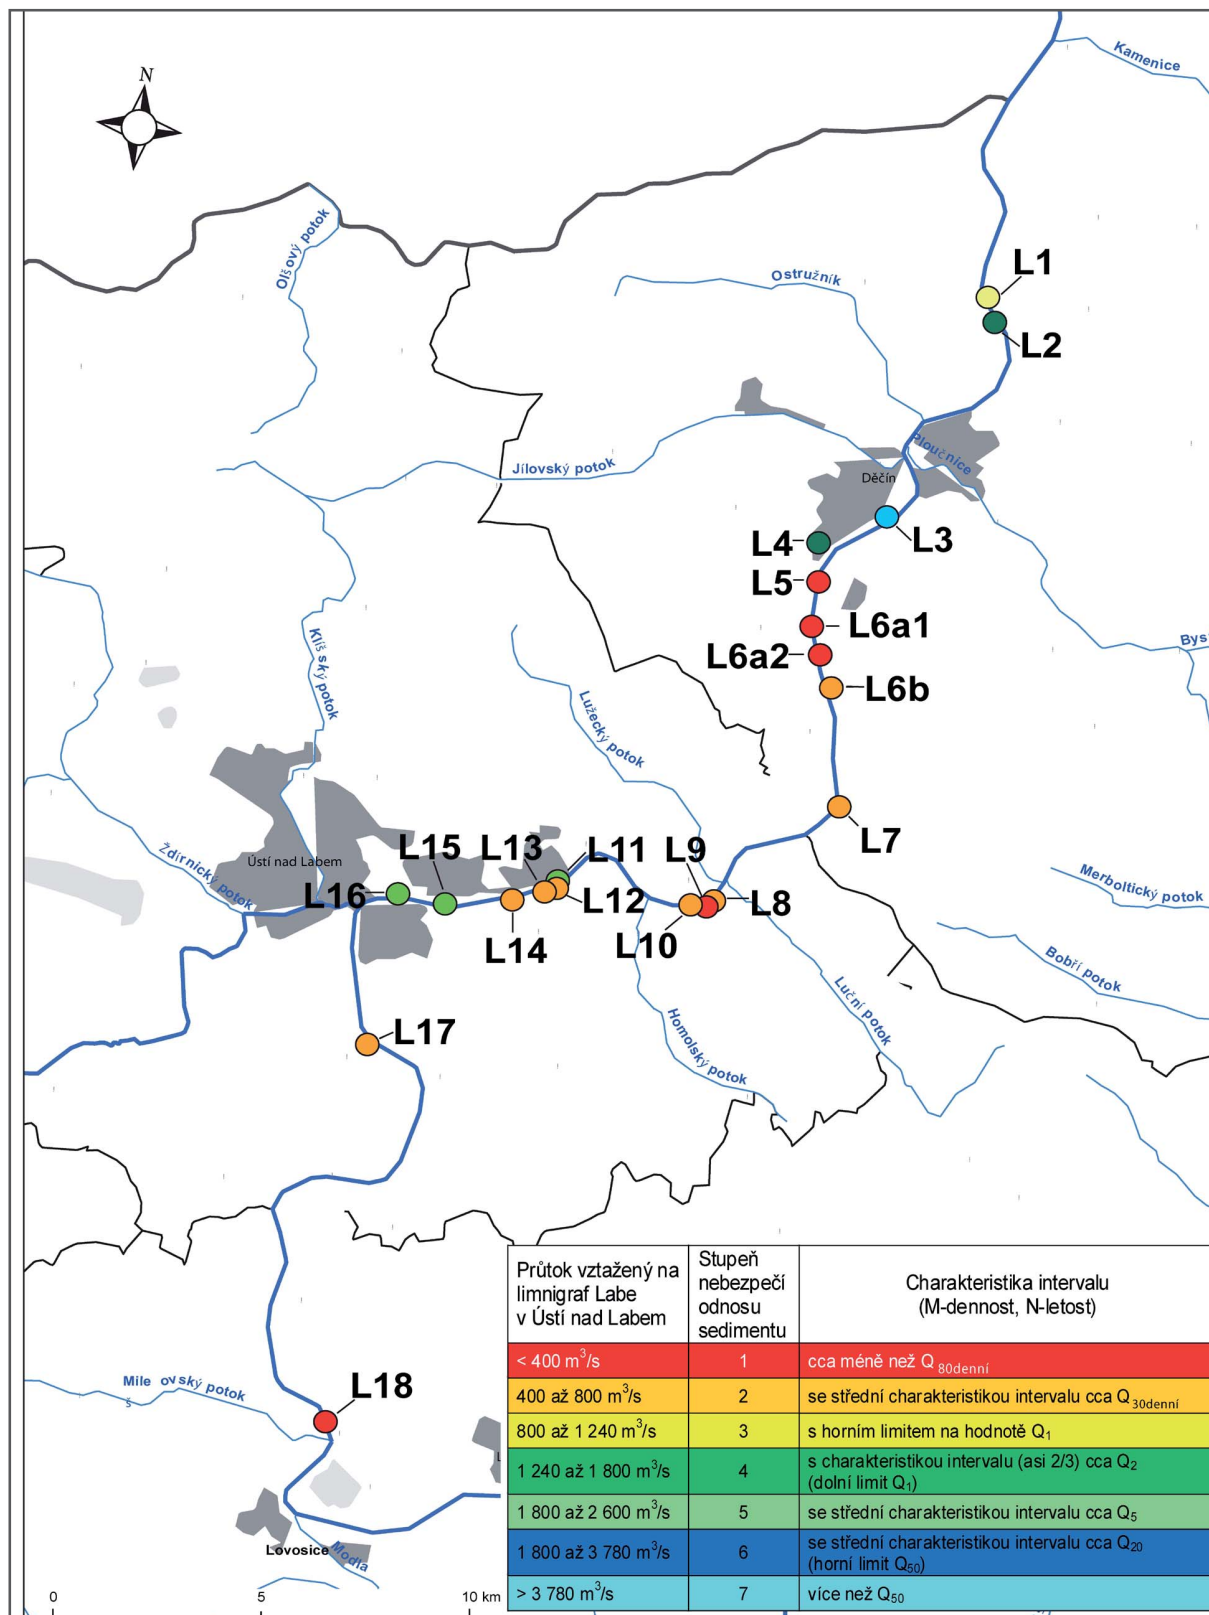 N
Kamenice
Olšový potok
Ostružník
L1
L2
Ploučnice
Jílovský potok
Děčín
L3
L4
L5
L6a1
L6a2
L6b
Bys
Klíšský potok
Lužecký potok
L7
L13
L11
L9
L15
Ústí nad Labem
Ždírnický potok
L16
L12
L8
L14
L10
Merboltický potok
Bobří potok
Luční potok
Homolský potok
L17
Mile ovský potok
š
L18
L
Lovosice
Modla
0 5 10 km
Průtok vztažený na
limnigraf Labe
v Ústí nad Labem
Stupeň
nebezpečí
odnosu
sedimentu
Charakteristika intervalu
(M-dennost, N-letost)
< 400 m³/s 1 cca méně než Q 80denní
400 až 800 m³/s 2 se střední charakteristikou intervalu cca Q30denní
800 až 1 240 m³/s 3 s horním limitem na hodnotě Q₁
1 240 až 1 800 m³/s 4 s charakteristikou intervalu (asi 2/3) cca Q₂
(dolní limit Q₁)
1 800 až 2 600 m³/s 5 se střední charakteristikou intervalu cca Q₅
1 800 až 3 780 m³/s 6 se střední charakteristikou intervalu cca Q₂₀
(horní limit Q₅₀)
> 3 780 m³/s 7 více než Q₅₀